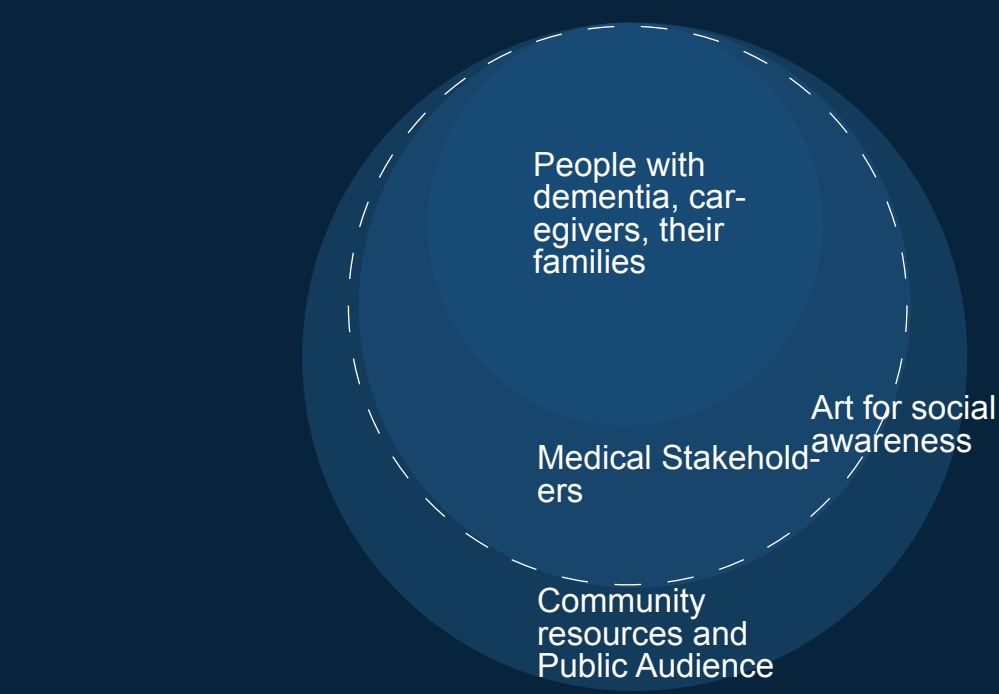 People with
dementia, car-
egivers, their
families
Art for social
awareness
Medical Stakehold-
ers
Community
resources and
Public Audience